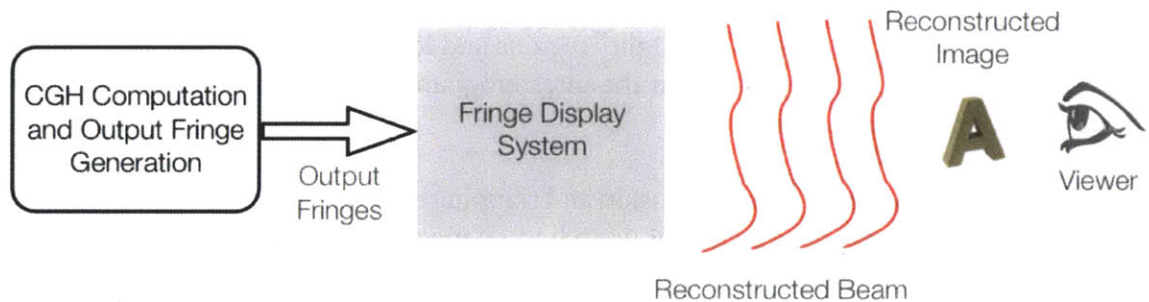 CGH Computation
and Output Fringe
Generation
Output
Fringes
Fringe Display
System
Reconstructed
Image
A
Viewer
Reconstructed Beam